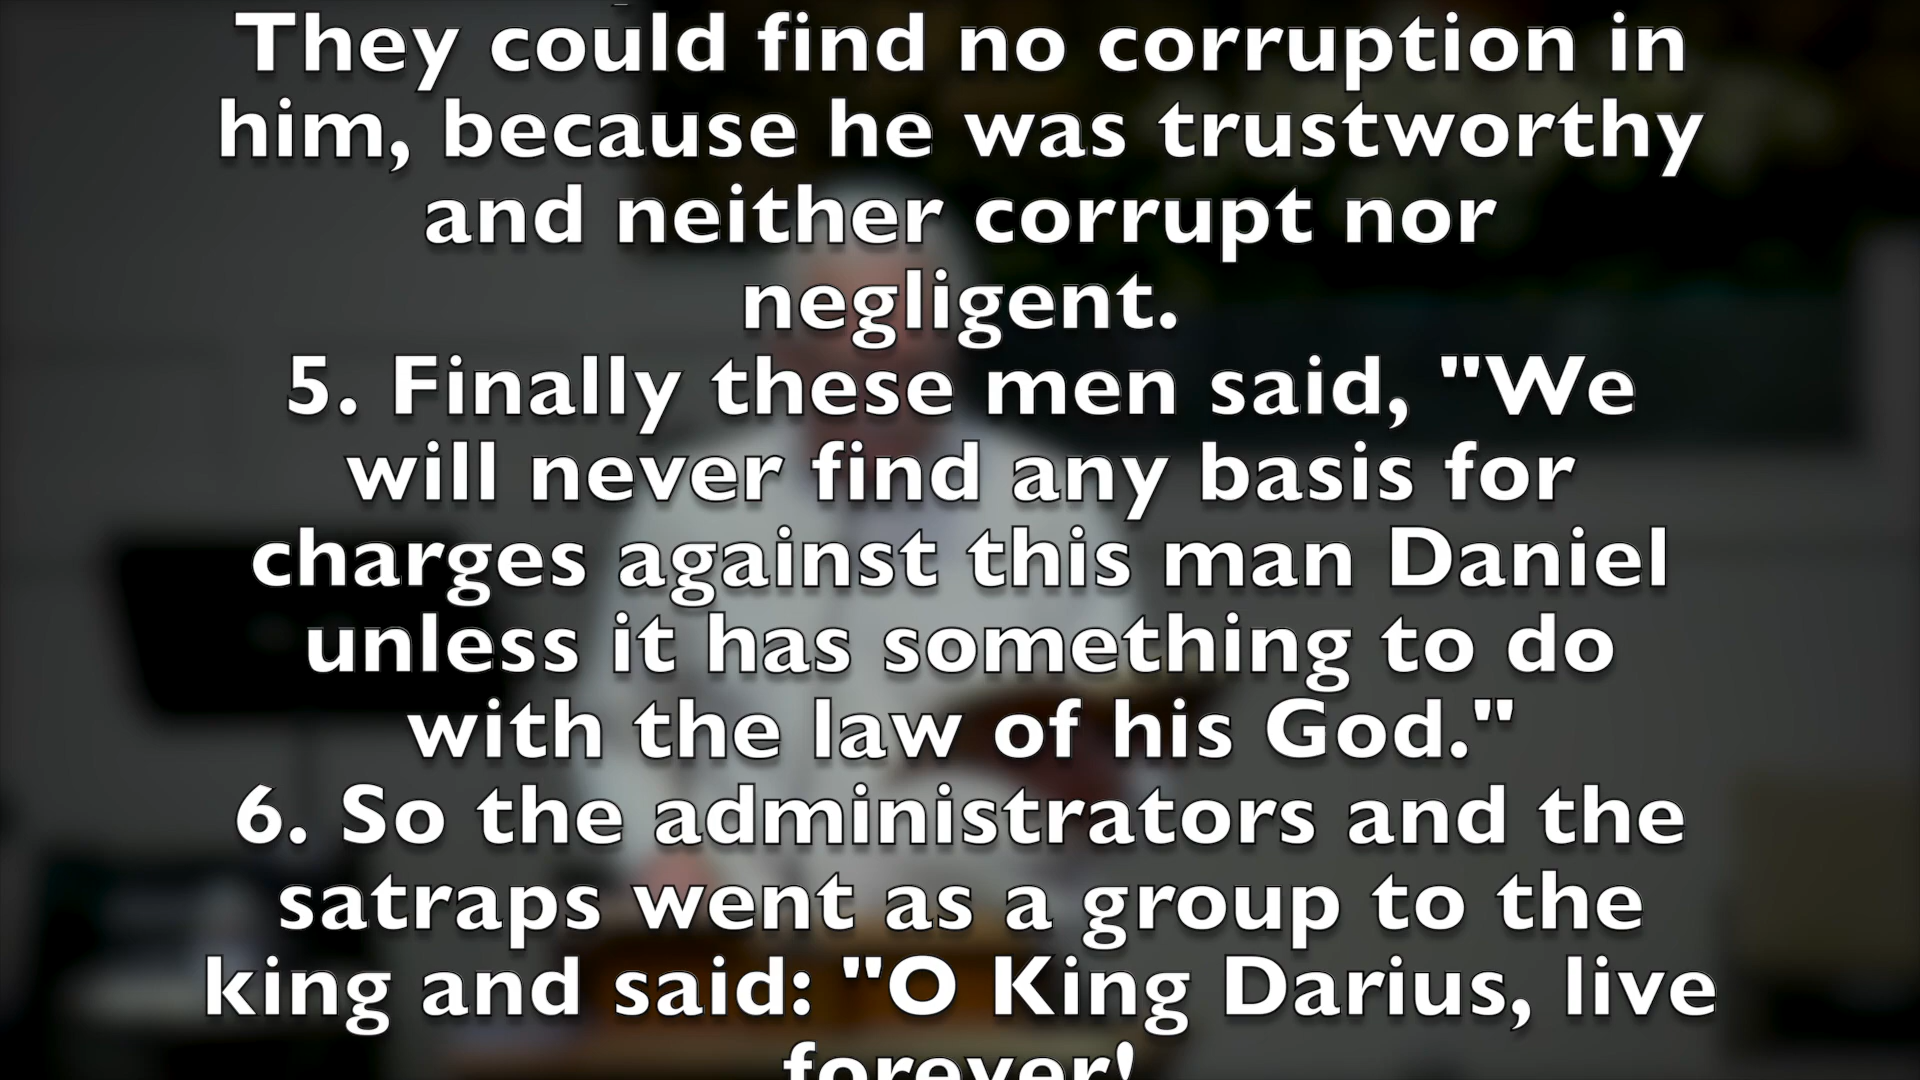 They could find no corruption in
him, because he was trustworthy
and neither corrupt nor
negligent.
5. Finally these men said, "We
will never find any basis for
charges against this man Daniel
unless it has something to do
with the law of his God."
6. So the administrators and the
satraps went as a group to the
king and said: "O King Darius, live
forever!